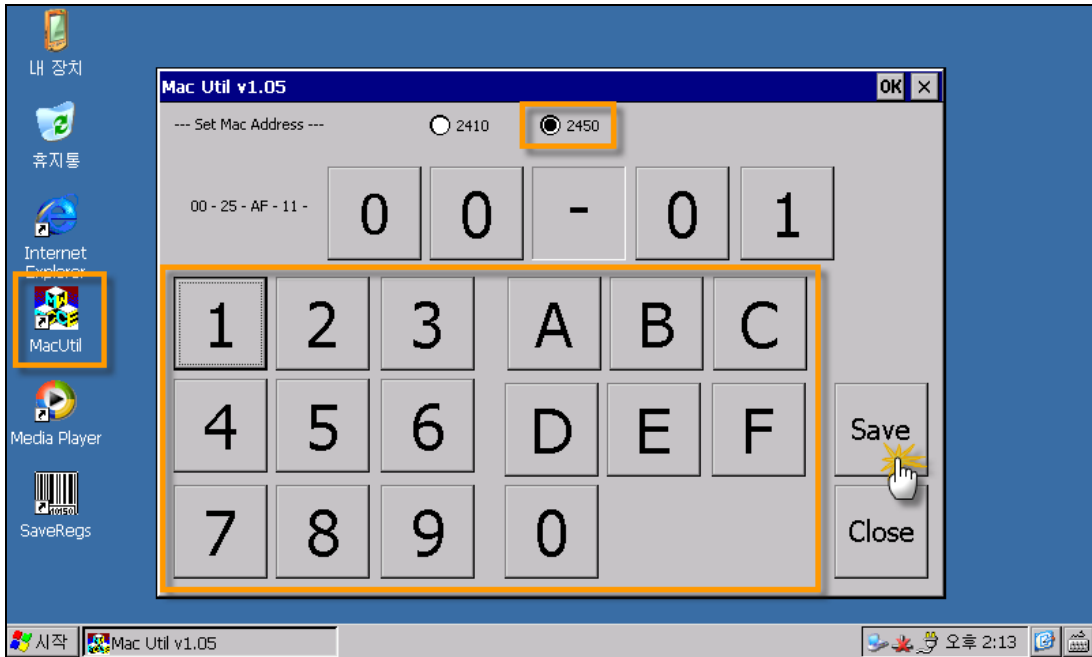 내 장치
휴지통
Internet
Explorer
MacUtil
Media Player
SaveRegs
Mac Util v1.05
OK ×
--- Set Mac Address --- 2410 2450
00 - 25 - AF - 11 - 0 0 - 0 1
1 2 3 A B C
4 5 6 D E F
Save
7 8 9 0
Close
시작 Mac Util v1.05 오후 2:13